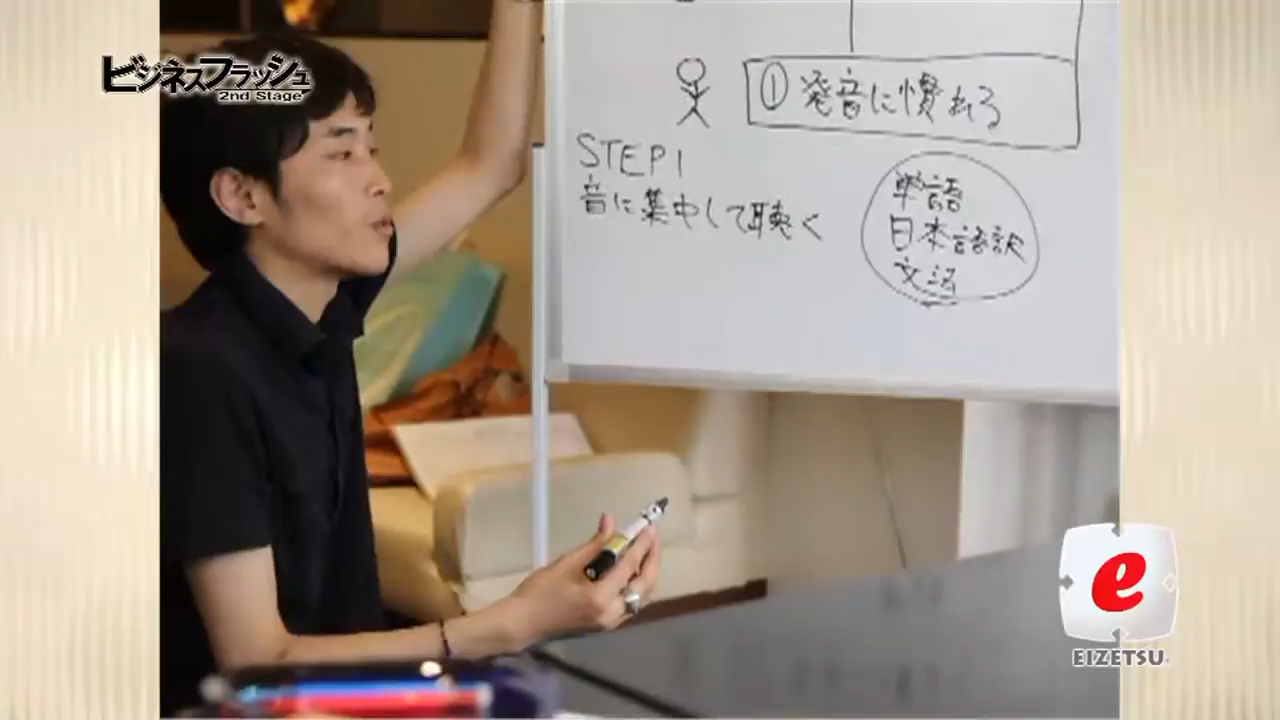 ビジネスフラッシュ
2nd Stage
① 発音に慣れる
STEP1
音に集中して聴く
単語
日本語訳
文法
e
EIZETSU